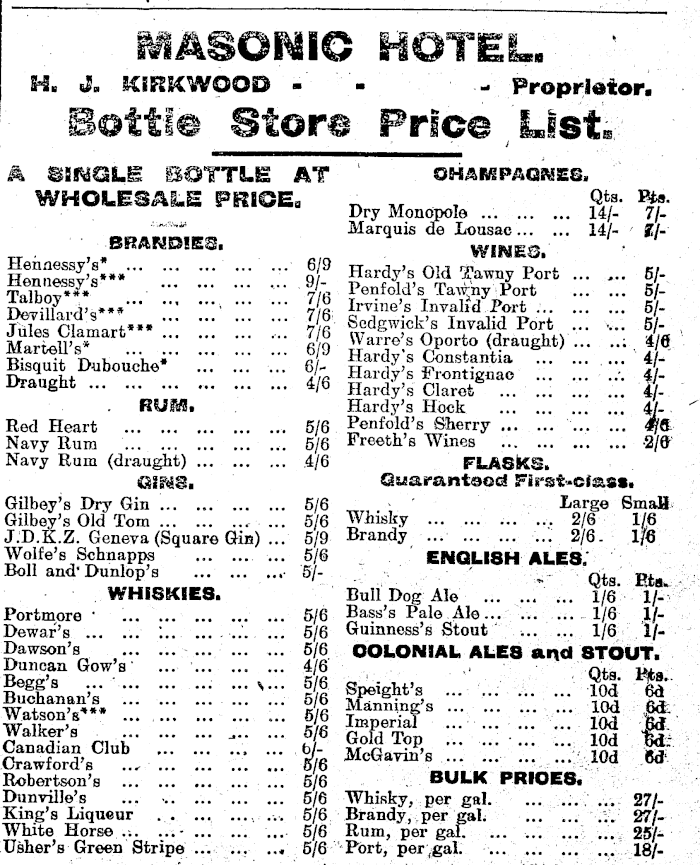 MASONIC HOTEL.
H. J. KIRKWOOD - - - Proprietor.
Bottle Store Price List.
A SINGLE BOTTLE AT
WHOLESALE PRICE.
BRANDIES.
Hennessy's* ... ... ... ... 6/9
Hennessy's*** ... ... ... 9/-
Talboy*** ... ... ... ... 7/6
Devillard's*** ... ... ... 7/6
Jules Clamart*** ... ... ... 7/6
Martell's* ... ... ... ... 6/9
Bisquit Dubouche* ... ... ... 6/-
Draught ... ... ... ... ... 4/6
RUM.
Red Heart ... ... ... ... 5/6
Navy Rum ... ... ... ... 5/6
Navy Rum (draught) ... ... ... 4/6
GINS.
Gilbey's Dry Gin ... ... ... ... 5/6
Gilbey's Old Tom ... ... ... ... 5/6
J.D.K.Z. Geneva (Square Gin) ... 5/9
Wolfe's Schnapps ... ... ... 5/6
Boll and Dunlop's ... ... ... 5/-
WHISKIES.
Portmore ... ... ... ... 5/6
Dewar's ... ... ... ... ... 5/6
Dawson's ... ... ... ... 5/6
Duncan Gow's ... ... ... ... 4/6
Begg's ... ... ... ... ... 5/6
Buchanan's ... ... ... ... 5/6
Watson's*** ... ... ... ... 5/6
Walker's ... ... ... ... 5/6
Canadian Club ... ... ... ... 6/-
Crawford's ... ... ... ... 5/6
Robertson's ... ... ... ... 5/6
Dunville's ... ... ... ... 5/6
King's Liqueur ... ... ... ... 5/6
White Horse ... ... ... ... 5/6
Usher's Green Stripe ... ... ... 5/6
CHAMPAGNES.
Qts. Pts.
Dry Monopole ... ... ... 14/- 7/-
Marquis de Lousac ... ... 14/- 7/-
WINES.
Hardy's Old Tawny Port ... ... 5/-
Penfold's Tawny Port ... ... 5/-
Irvine's Invalid Port ... ... ... 5/-
Sedgwick's Invalid Port ... ... 5/-
Warre's Oporto (draught) ... ... 4/6
Hardy's Constantia ... ... ... 4/-
Hardy's Frontignac ... ... ... 4/-
Hardy's Claret ... ... ... 4/-
Hardy's Hock ... ... ... 4/-
Penfold's Sherry ... ... ... 4/6
Freeth's Wines ... ... ... 2/6
FLASKS.
Guaranteed First-class.
Large Small
Whisky ... ... ... ... 2/6 1/6
Brandy ... ... ... ... 2/6 1/6
ENGLISH ALES.
Qts. Pts.
Bull Dog Ale ... ... ... 1/6 1/-
Bass's Pale Ale ... ... ... 1/6 1/-
Guinness's Stout ... ... 1/6 1/-
COLONIAL ALES and STOUT.
Qts. Pts.
Speight's ... ... ... ... 10d 6d
Manning's ... ... ... ... 10d 6d
Imperial ... ... ... ... 10d 6d
Gold Top ... ... ... ... 10d 6d
McGavin's ... ... ... ... 10d 6d
BULK PRICES.
Whisky, per gal. ... ... ... 27/-
Brandy, per gal. ... ... ... 27/-
Rum, per gal. ... ... ... 25/-
Port, per gal. ... ... ... 18/-